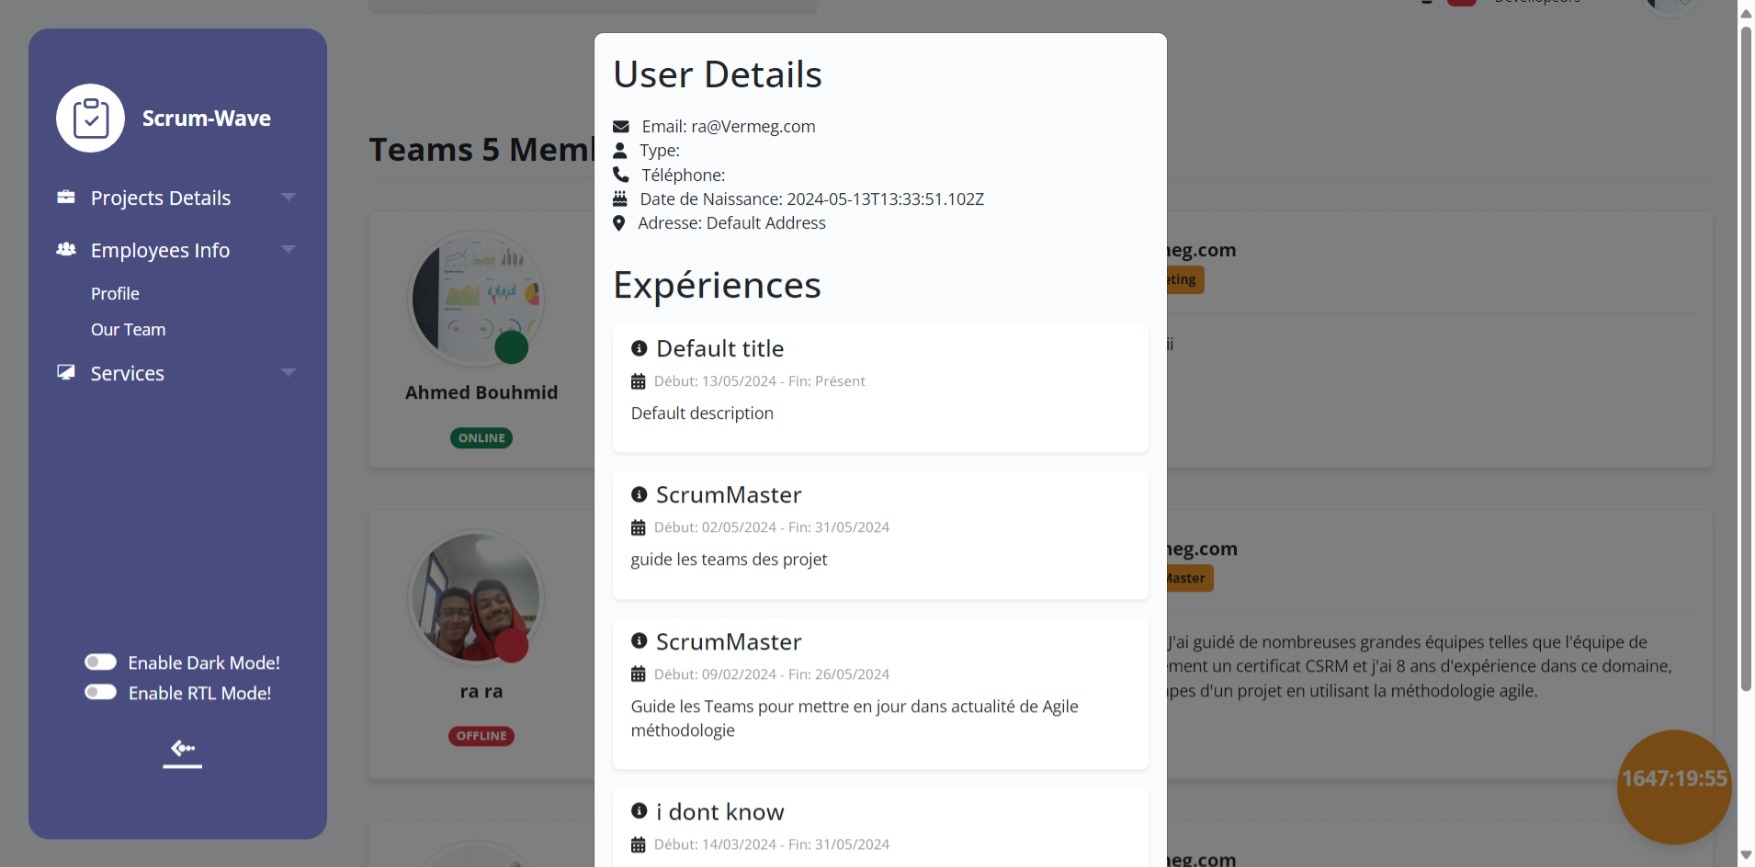 Scrum-Wave
Projects Details
Employees Info
Profile
Our Team
Services
Enable Dark Mode!
Enable RTL Mode!
Teams 5
Ahmed Bouhmid
ONLINE
ra ra
OFFLINE
User Details
Email: ra@Vermeg.com
Type:
Téléphone:
Date de Naissance: 2024-05-13T13:33:51.102Z
Adresse: Default Address
Expériences
Default title
Début: 13/05/2024 - Fin: Présent
Default description
ScrumMaster
Début: 02/05/2024 - Fin: 31/05/2024
guide les teams des projet
ScrumMaster
Début: 09/02/2024 - Fin: 26/05/2024
Guide les Teams pour mettre en jour dans actualité de Agile
méthodologie
i dont know
Début: 14/03/2024 - Fin: 31/05/2024
neg.com
eting
ii
neg.com
Master
J'ai guidé de nombreuses grandes équipes telles que l'équipe de
ment un certificat CSRM et j'ai 8 ans d'expérience dans ce domaine,
apes d'un projet en utilisant la méthodologie agile.
1647:19:55
neg.com